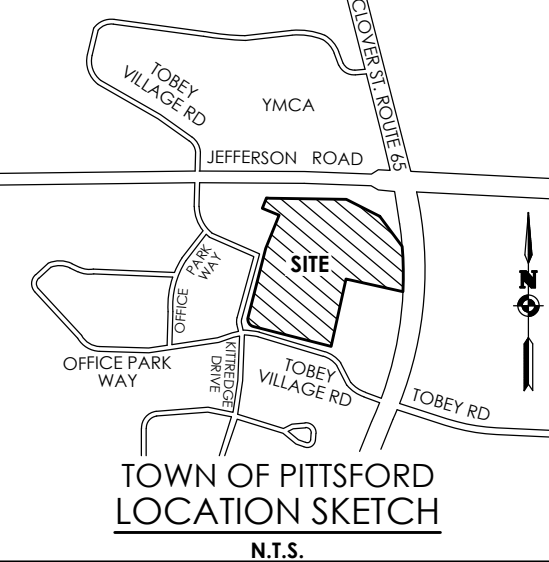 CLOVER ST. ROUTE 65
TOBEY
VILLAGE RD
YMCA
JEFFERSON ROAD
SITE
PARK
WAY
OFFICE
N
OFFICE PARK
WAY
KITTREDGE
DRIVE
TOBEY
VILLAGE RD
TOBEY RD
TOWN OF PITTSFORD
LOCATION SKETCH
N.T.S.